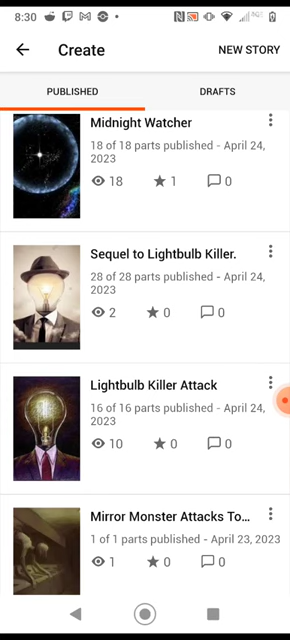 8:30
Create
NEW STORY
PUBLISHED
DRAFTS
Midnight Watcher
18 of 18 parts published - April 24,
2023
18 1 0
Sequel to Lightbulb Killer.
28 of 28 parts published - April 24,
2023
2 0 0
Lightbulb Killer Attack
16 of 16 parts published - April 24,
2023
10 0 0
Mirror Monster Attacks To...
1 of 1 parts published - April 23, 2023
1 0 0